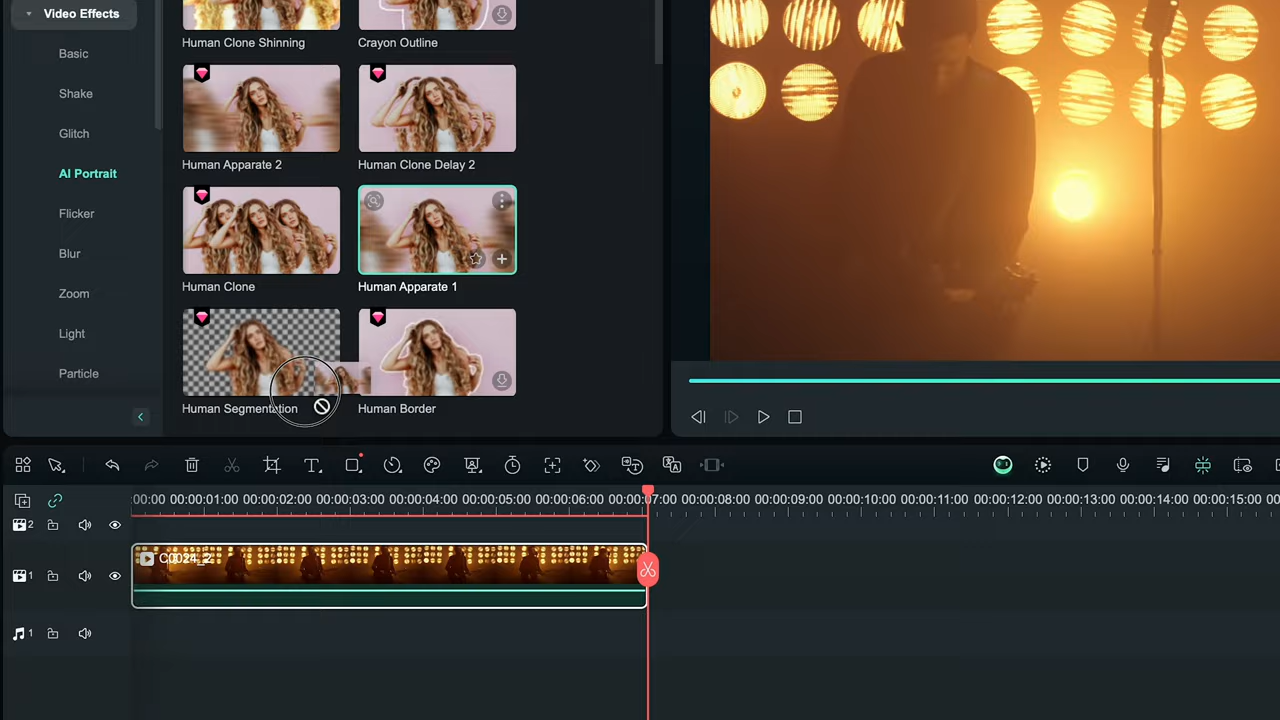 Video Effects
Basic
Shake
Glitch
AI Portrait
Flicker
Blur
Zoom
Light
Particle
Human Clone Shinning
Crayon Outline
Human Apparate 2
Human Clone Delay 2
Human Clone
Human Apparate 1
Human Segmentation
Human Border
:00:00 00:00:01:00 00:00:02:00 00:00:03:00 00:00:04:00 00:00:05:00 00:00:06:00 00:00:07:00 00:00:08:00 00:00:09:00 00:00:10:00 00:00:11:00 00:00:12:00 00:00:13:00 00:00:14:00 00:00:15:00 00:00
2
C0024_2
1
1